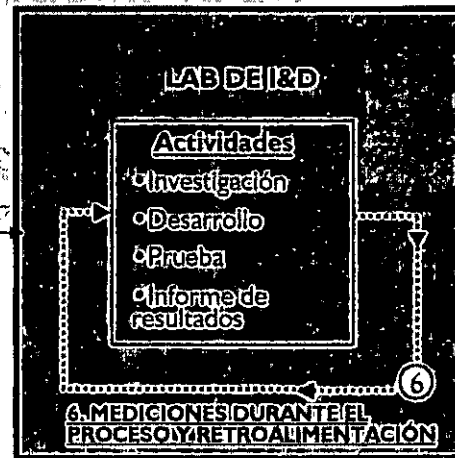 LAB DE I&D
Actividades
•Investigación
•Desarrollo
•Prueba
•Informe de
resultados
6
6. MEDICIONES DURANTE EL
PROCESO Y RETROALIMENTACIÓN